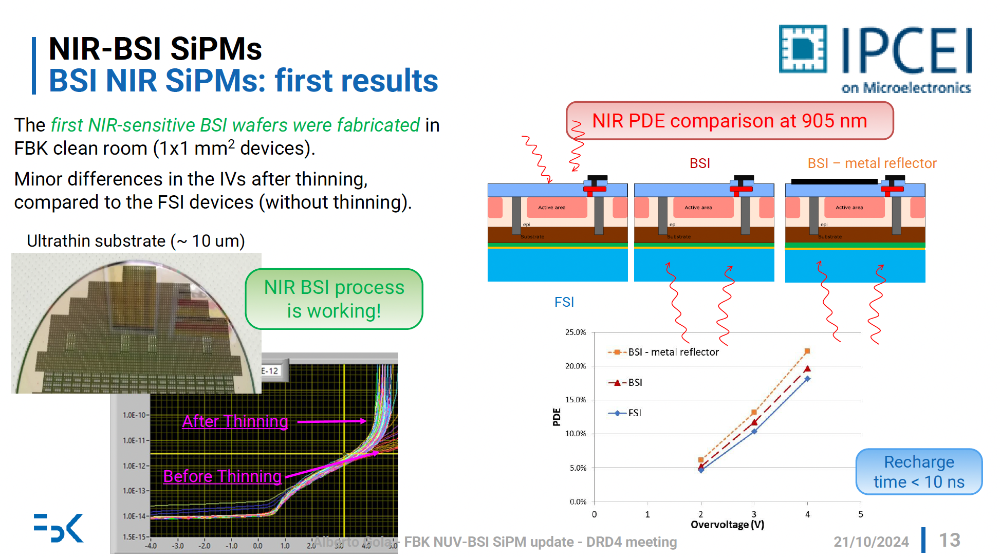 NIR-BSI SiPMs
BSI NIR SiPMs: first results
IPCEI
on Microelectronics
The first NIR-sensitive BSI wafers were fabricated in
FBK clean room (1x1 mm² devices).
Minor differences in the IVs after thinning,
compared to the FSI devices (without thinning).
Ultrathin substrate (~ 10 um)
NIR BSI process
is working!
E-12
1.0E-10
1.0E-11
1.0E-12
1.0E-13
1.0E-14
1.5E-15
After Thinning
Before Thinning
-4.0 -3.0 -2.0 -1.0 0.0 1.0 2.0 3.0 4.0 5.0
NIR PDE comparison at 905 nm
BSI
BSI – metal reflector
Active area
epi
Substrate
Active area
epi
Substrate
Active area
epi
Substrate
FSI
25.0%
20.0%
15.0%
10.0%
5.0%
0.0%
PDE
BSI - metal reflector
BSI
FSI
0 1 2 3 4 5
Overvoltage (V)
Recharge
time < 10 ns
FBK
Alberto Gola - FBK NUV-BSI SiPM update - DRD4 meeting
21/10/2024
13